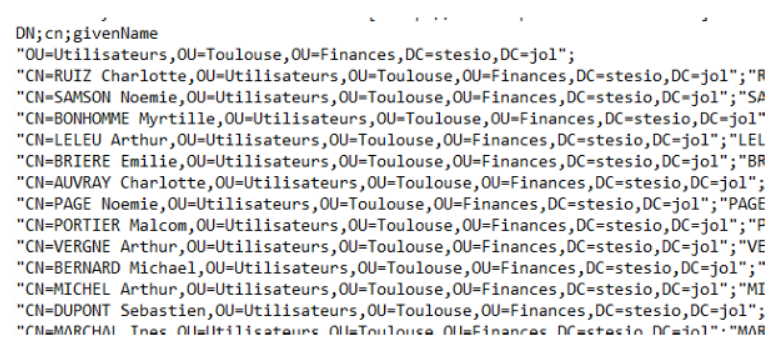 DN;cn;givenName
"OU=Utilisateurs,OU=Toulouse,OU=Finances,DC=stesio,DC=jol";
"CN=RUIZ Charlotte,OU=Utilisateurs,OU=Toulouse,OU=Finances,DC=stesio,DC=jol";"R
"CN=SAMSON Noemie,OU=Utilisateurs,OU=Toulouse,OU=Finances,DC=stesio,DC=jol";"SA
"CN=BONHOMME Myrtille,OU=Utilisateurs,OU=Toulouse,OU=Finances,DC=stesio,DC=jol"
"CN=LELEU Arthur,OU=Utilisateurs,OU=Toulouse,OU=Finances,DC=stesio,DC=jol";"LEL
"CN=BRIERE Emilie,OU=Utilisateurs,OU=Toulouse,OU=Finances,DC=stesio,DC=jol";"BR
"CN=AUVRAY Charlotte,OU=Utilisateurs,OU=Toulouse,OU=Finances,DC=stesio,DC=jol";
"CN=PAGE Noemie,OU=Utilisateurs,OU=Toulouse,OU=Finances,DC=stesio,DC=jol";"PAGE
"CN=PORTIER Malcom,OU=Utilisateurs,OU=Toulouse,OU=Finances,DC=stesio,DC=jol";"P
"CN=VERGNE Arthur,OU=Utilisateurs,OU=Toulouse,OU=Finances,DC=stesio,DC=jol";"VE
"CN=BERNARD Michael,OU=Utilisateurs,OU=Toulouse,OU=Finances,DC=stesio,DC=jol";"
"CN=MICHEL Arthur,OU=Utilisateurs,OU=Toulouse,OU=Finances,DC=stesio,DC=jol";"MI
"CN=DUPONT Sebastien,OU=Utilisateurs,OU=Toulouse,OU=Finances,DC=stesio,DC=jol";
"CN=MARCHAL Ines,OU=Utilisateurs,OU=Toulouse,OU=Finances,DC=stesio,DC=jol";"MAR